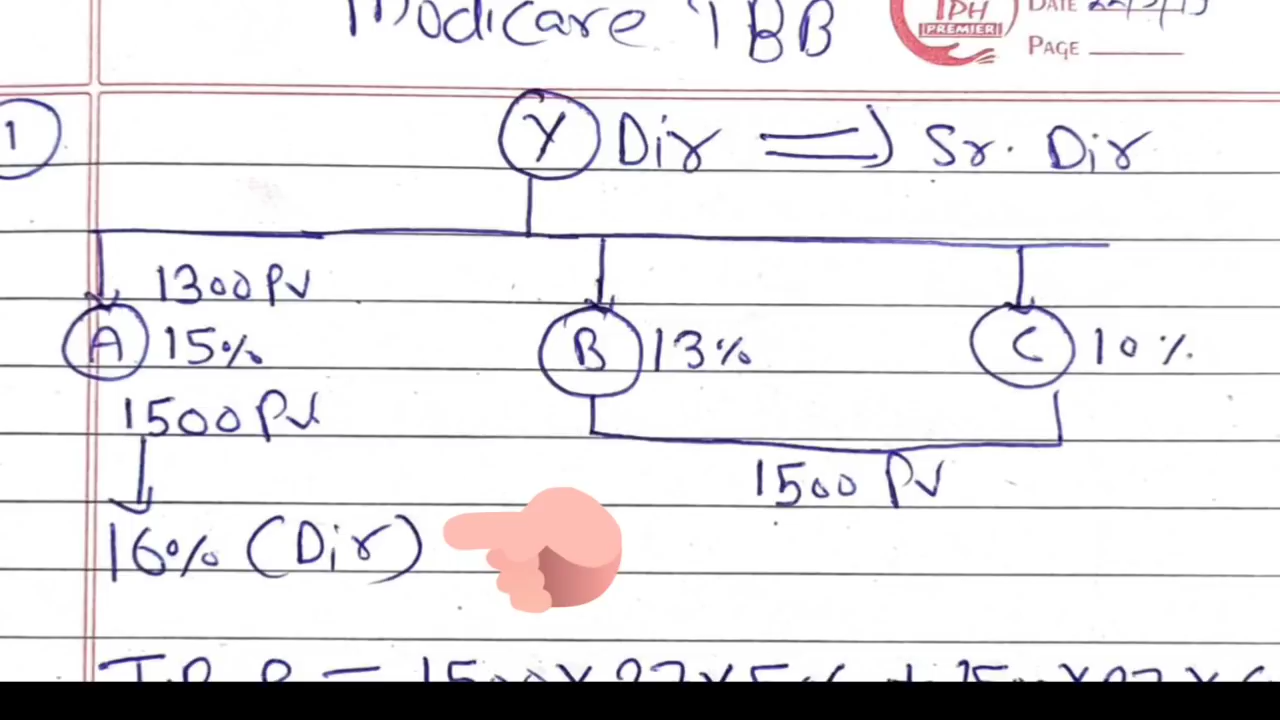 Modicare TBB
PH
PREMIER
DATE
PAGE
1
Y Dir ⇒ Sr. Dir
1300 PV
A 15% B 13% C 10%
1500 PV
1500 PV
16% (Dir)